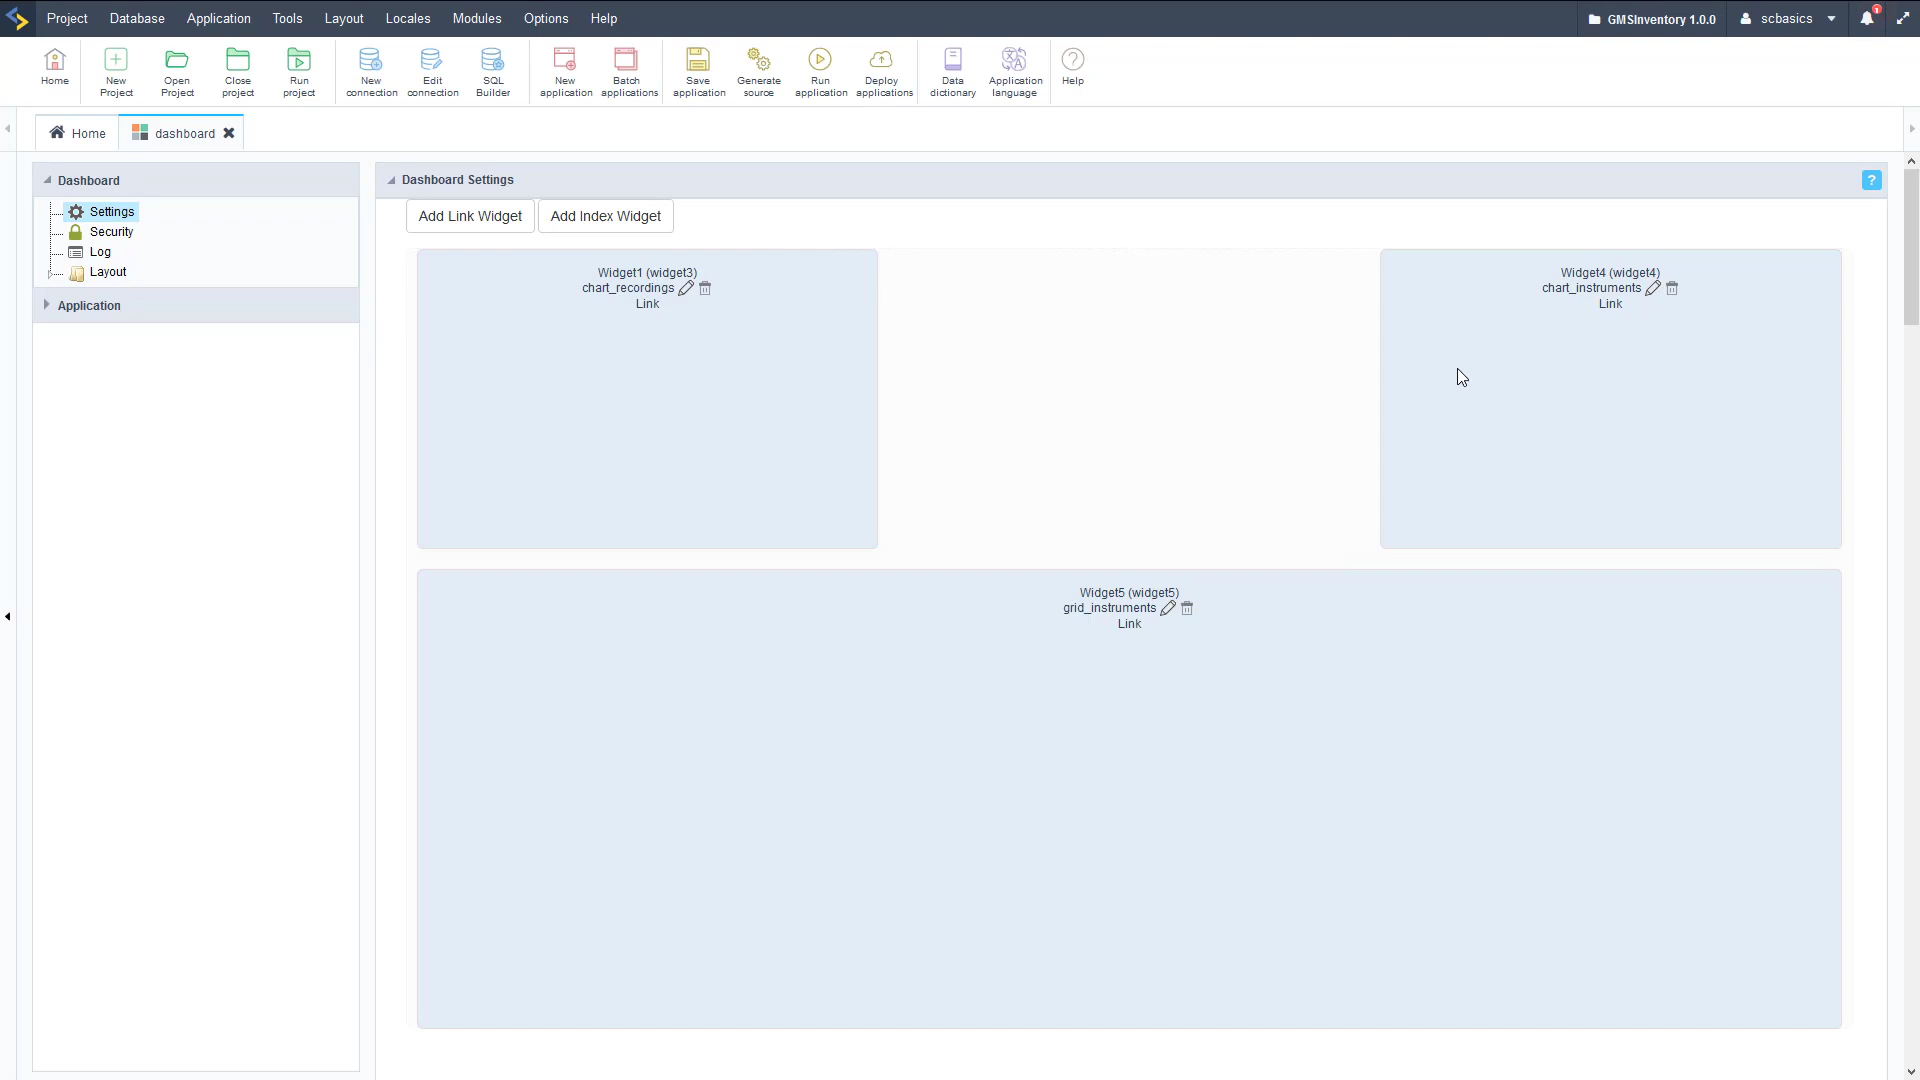 Project Database Application Tools Layout Locales Modules Options Help GMSInventory 1.0.0 scbasics 1
Home
New Project
Open Project
Close project
Run project
New connection
Edit connection
SQL Builder
New application
Batch applications
Save application
Generate source
Run application
Deploy applications
Data dictionary
Application language
Help
Home dashboard
Dashboard
Settings
Security
Log
Layout
Application
Dashboard Settings ?
Add Link Widget Add Index Widget
Widget1 (widget3)
chart_recordings
Link
Widget4 (widget4)
chart_instruments
Link
Widget5 (widget5)
grid_instruments
Link